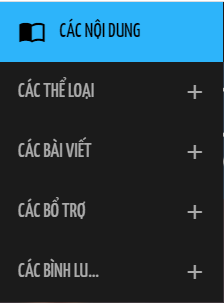 CÁC NỘI DUNG
CÁC THỂ LOẠI +
CÁC BÀI VIẾT +
CÁC BỔ TRỢ +
CÁC BÌNH LU... +